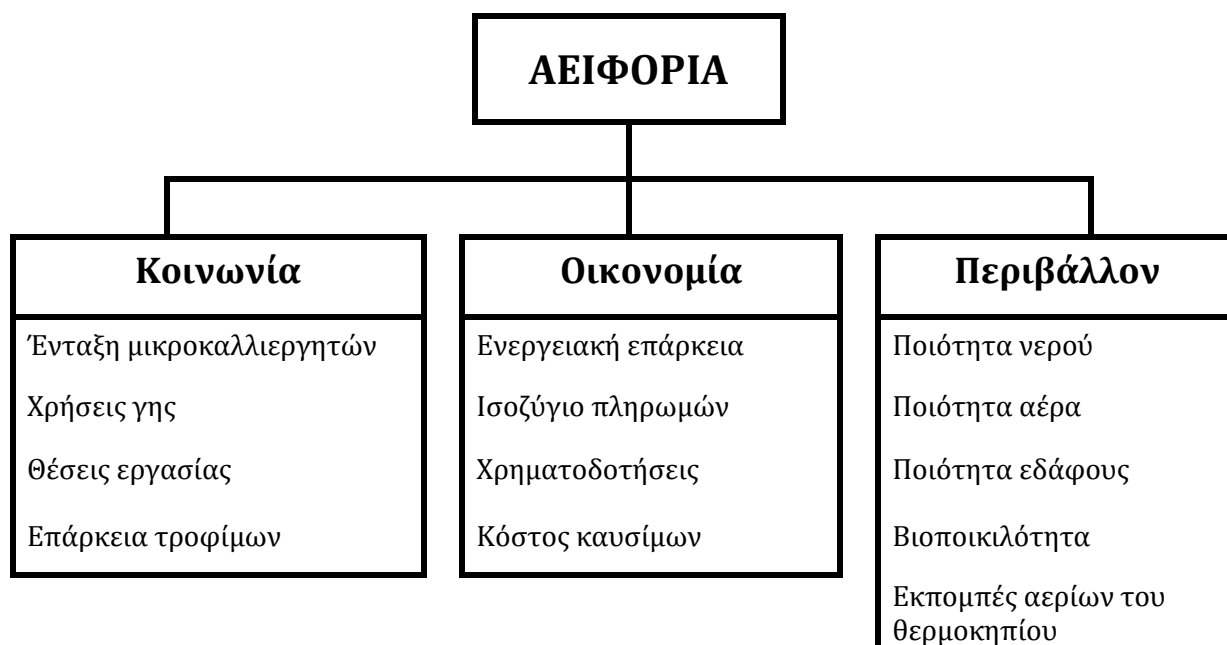 ΑΕΙΦΟΡΙΑ
Κοινωνία
Ένταξη μικροκαλλιεργητών
Χρήσεις γης
Θέσεις εργασίας
Επάρκεια τροφίμων
Οικονομία
Ενεργειακή επάρκεια
Ισοζύγιο πληρωμών
Χρηματοδοτήσεις
Κόστος καυσίμων
Περιβάλλον
Ποιότητα νερού
Ποιότητα αέρα
Ποιότητα εδάφους
Βιοποικιλότητα
Εκπομπές αερίων του
θερμοκηπίου